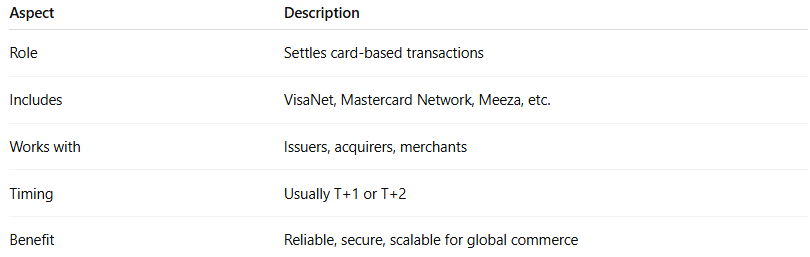 Aspect Description
Role Settles card-based transactions
Includes VisaNet, Mastercard Network, Meeza, etc.
Works with Issuers, acquirers, merchants
Timing Usually T+1 or T+2
Benefit Reliable, secure, scalable for global commerce